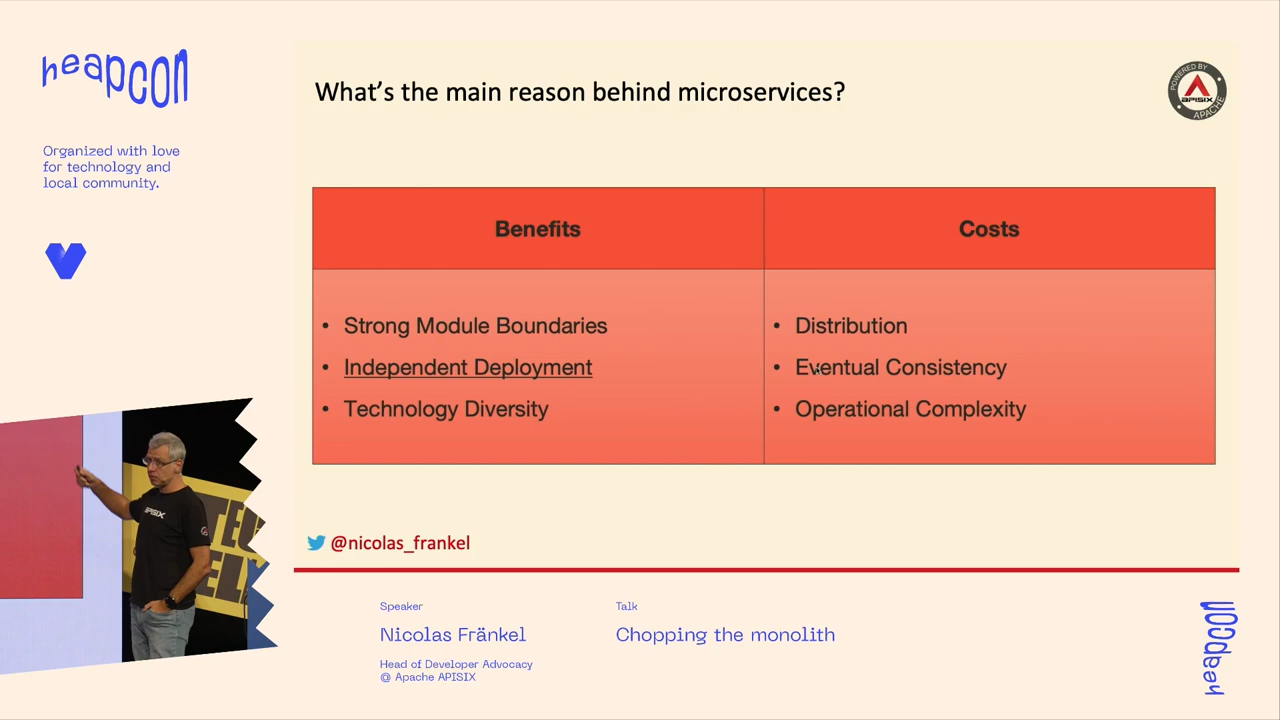 heapcon
Organized with love
for technology and
local community.
What's the main reason behind microservices?
POWERED BY
APISIX
APACHE
Benefits
Costs
• Strong Module Boundaries
• Independent Deployment
• Technology Diversity
• Distribution
• Eventual Consistency
• Operational Complexity
@nicolas_frankel
APISIX
Speaker
Nicolas Fränkel
Head of Developer Advocacy
@ Apache APISIX
Talk
Chopping the monolith
heapcon